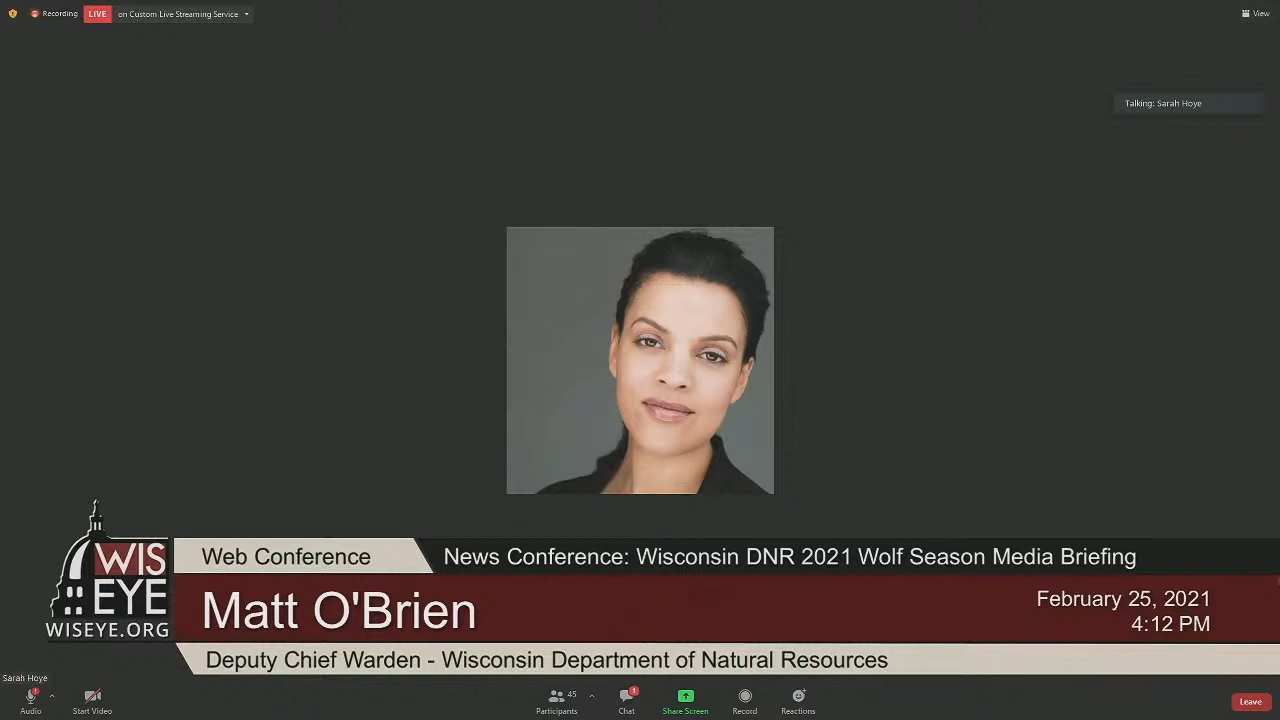 Recording LIVE on Custom Live Streaming Service
View
Talking: Sarah Hoye
Web Conference
News Conference: Wisconsin DNR 2021 Wolf Season Media Briefing
WIS
EYE
WISEYE.ORG
Matt O'Brien
February 25, 2021
4:12 PM
Deputy Chief Warden - Wisconsin Department of Natural Resources
Sarah Hoye
45
1
Audio
Start Video
Participants
Chat
Share Screen
Record
Reactions
Leave